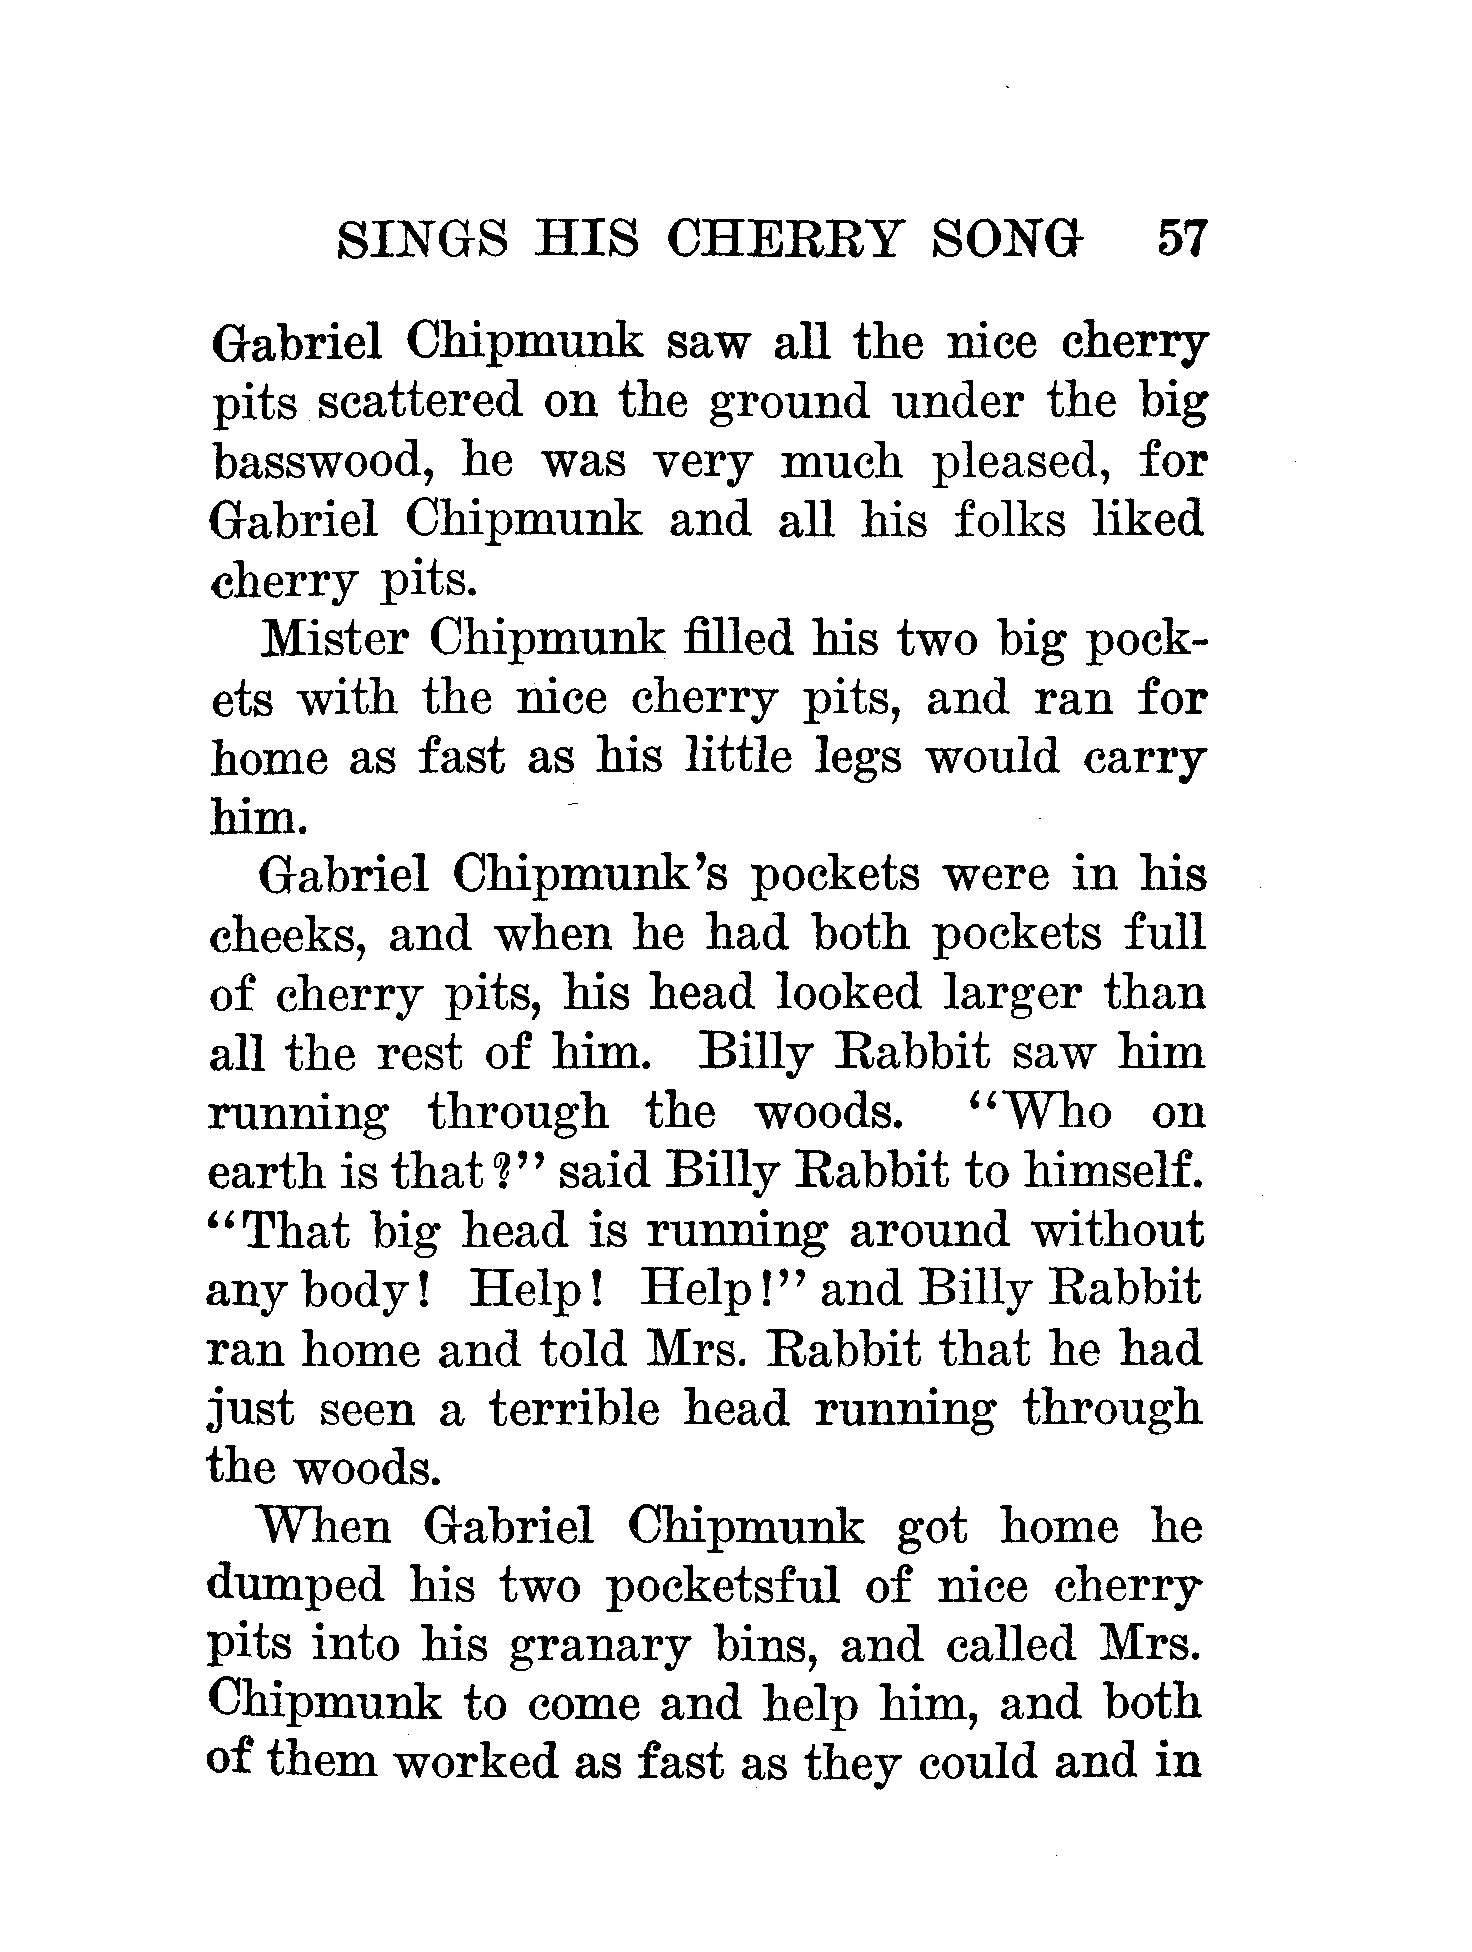 SINGS HIS CHERRY SONG 57
Gabriel Chipmunk saw all the nice cherry
pits scattered on the ground under the big
basswood, he was very much pleased, for
Gabriel Chipmunk and all his folks liked
cherry pits.
Mister Chipmunk filled his two big pock-
ets with the nice cherry pits, and ran for
home as fast as his little legs would carry
him.
Gabriel Chipmunk's pockets were in his
cheeks, and when he had both pockets full
of cherry pits, his head looked larger than
all the rest of him. Billy Rabbit saw him
running through the woods. "Who on
earth is that?" said Billy Rabbit to himself.
"That big head is running around without
any body! Help! Help!" and Billy Rabbit
ran home and told Mrs. Rabbit that he had
just seen a terrible head running through
the woods.
When Gabriel Chipmunk got home he
dumped his two pocketsful of nice cherry
pits into his granary bins, and called Mrs.
Chipmunk to come and help him, and both
of them worked as fast as they could and in